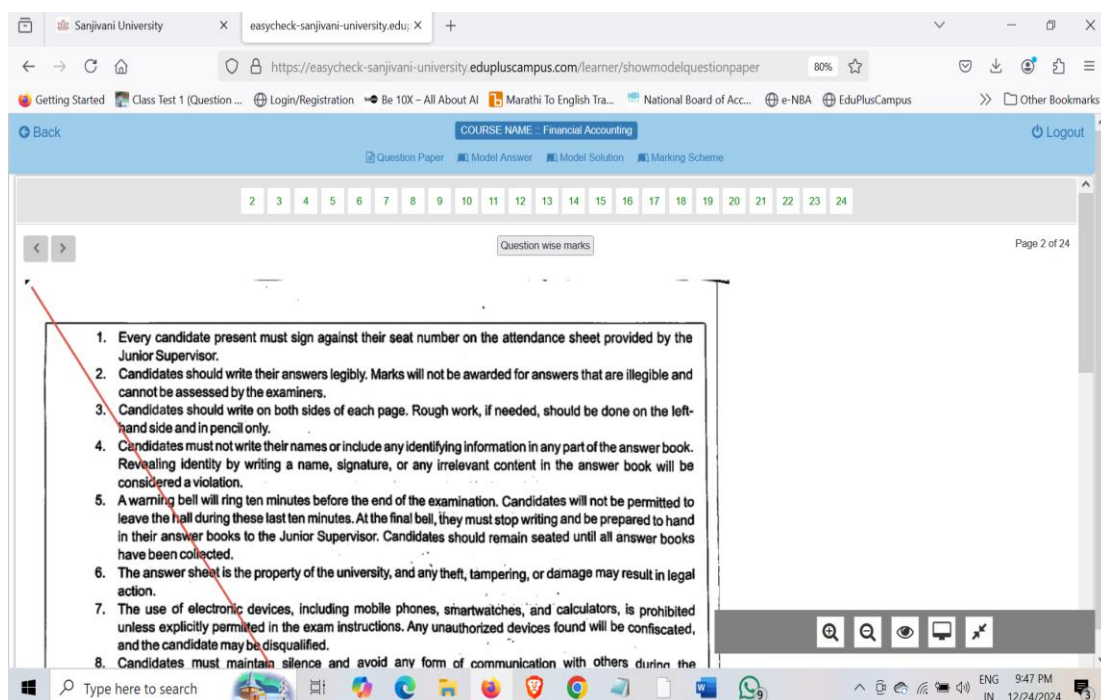 Sanjivani University
easycheck-sanjivani-university.edup
https://easycheck-sanjivani-university.edupluscampus.com/learner/showmodelquestionpaper
80%
Getting Started Class Test 1 (Question ... Login/Registration Be 10X – All About AI Marathi To English Tra... National Board of Acc... e-NBA EduPlusCampus Other Bookmarks
Back COURSE NAME :: Financial Accounting Logout
Question Paper Model Answer Model Solution Marking Scheme
2 3 4 5 6 7 8 9 10 11 12 13 14 15 16 17 18 19 20 21 22 23 24
Question wise marks Page 2 of 24
1. Every candidate present must sign against their seat number on the attendance sheet provided by the
Junior Supervisor.
2. Candidates should write their answers legibly. Marks will not be awarded for answers that are illegible and
cannot be assessed by the examiners.
3. Candidates should write on both sides of each page. Rough work, if needed, should be done on the left-
hand side and in pencil only.
4. Candidates must not write their names or include any identifying information in any part of the answer book.
Revealing identity by writing a name, signature, or any irrelevant content in the answer book will be
considered a violation.
5. A warning bell will ring ten minutes before the end of the examination. Candidates will not be permitted to
leave the hall during these last ten minutes. At the final bell, they must stop writing and be prepared to hand
in their answer books to the Junior Supervisor. Candidates should remain seated until all answer books
have been collected.
6. The answer sheet is the property of the university, and any theft, tampering, or damage may result in legal
action.
7. The use of electronic devices, including mobile phones, smartwatches, and calculators, is prohibited
unless explicitly permitted in the exam instructions. Any unauthorized devices found will be confiscated,
and the candidate may be disqualified.
8. Candidates must maintain silence and avoid any form of communication with others during the
Type here to search 9 ENG 9:47 PM
IN 12/24/2024 3